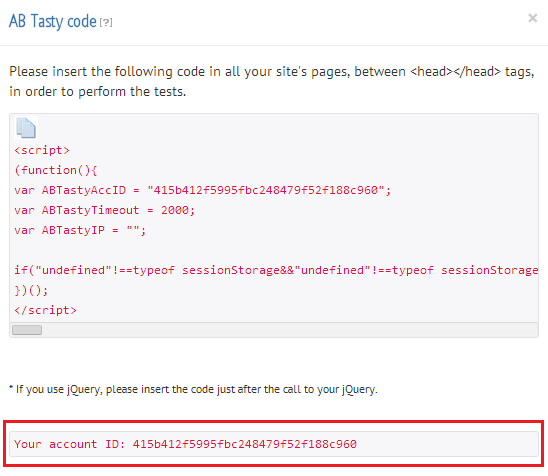 AB Tasty code [?]
×
Please insert the following code in all your site's pages, between <head></head> tags,
in order to perform the tests.
<script>
(function(){
var ABTastyAccID = "415b412f5995fbc248479f52f188c960";
var ABTastyTimeout = 2000;
var ABTastyIP = "";
if("undefined"!==typeof sessionStorage&&"undefined"!==typeof sessionStorage
})();
</script>
* If you use jQuery, please insert the code just after the call to your jQuery.
Your account ID: 415b412f5995fbc248479f52f188c960